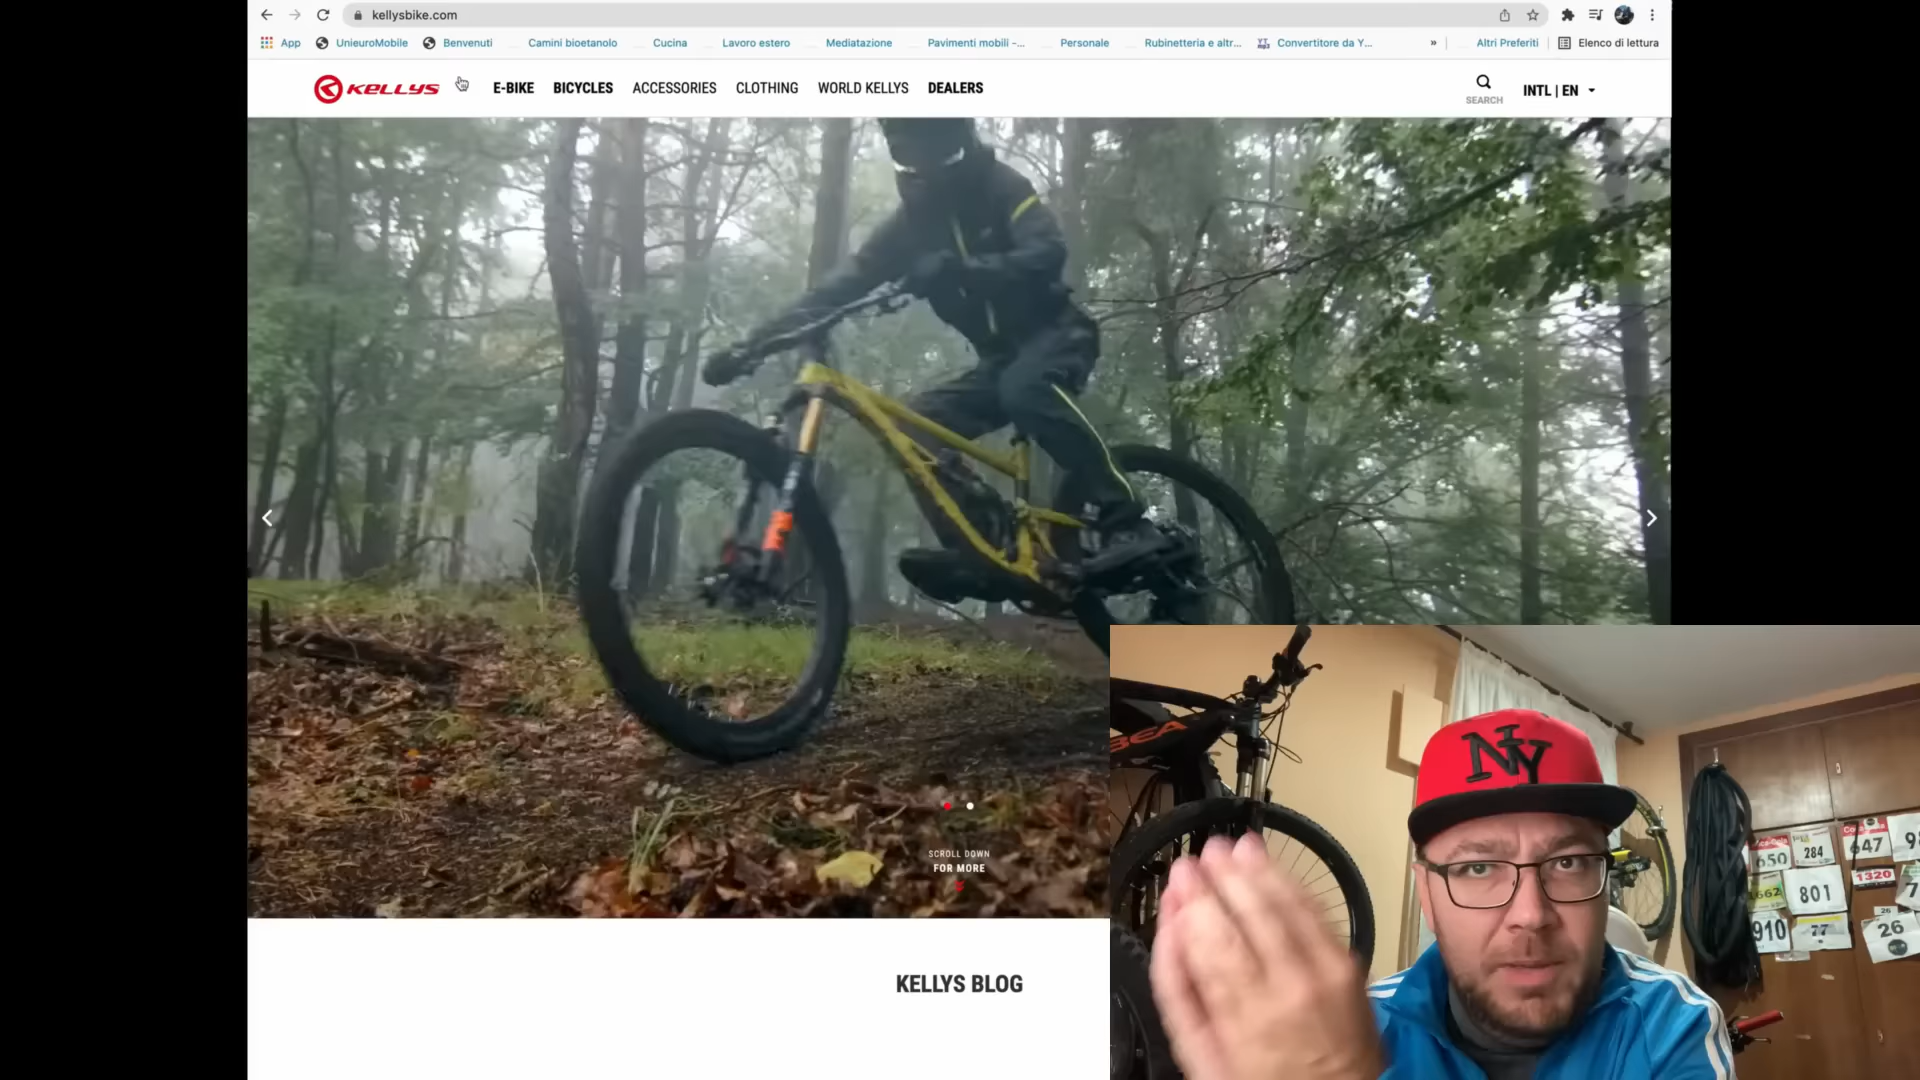 kellysbike.com
App UnieuroMobile Benvenuti Camini bioetanolo Cucina Lavoro estero Mediatazione Pavimenti mobili -... Personale Rubinetteria e altr... Convertitore da Y... » Altri Preferiti Elenco di lettura
KELLYS E-BIKE BICYCLES ACCESSORIES CLOTHING WORLD KELLYS DEALERS SEARCH INTL | EN
SCROLL DOWN
FOR MORE
KELLYS BLOG
NY
650 284 647
1320
801
910 77 26